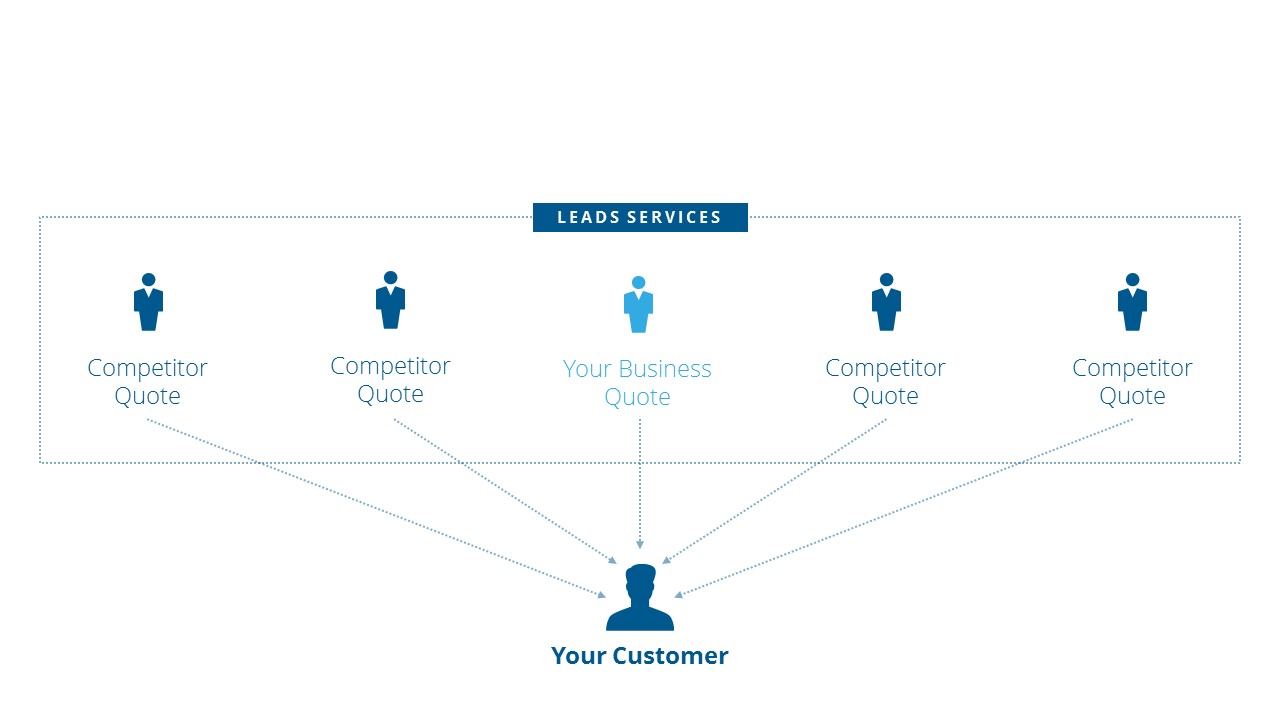 LEADS SERVICES
Competitor
Quote
Competitor
Quote
Your Business
Quote
Competitor
Quote
Competitor
Quote
Your Customer